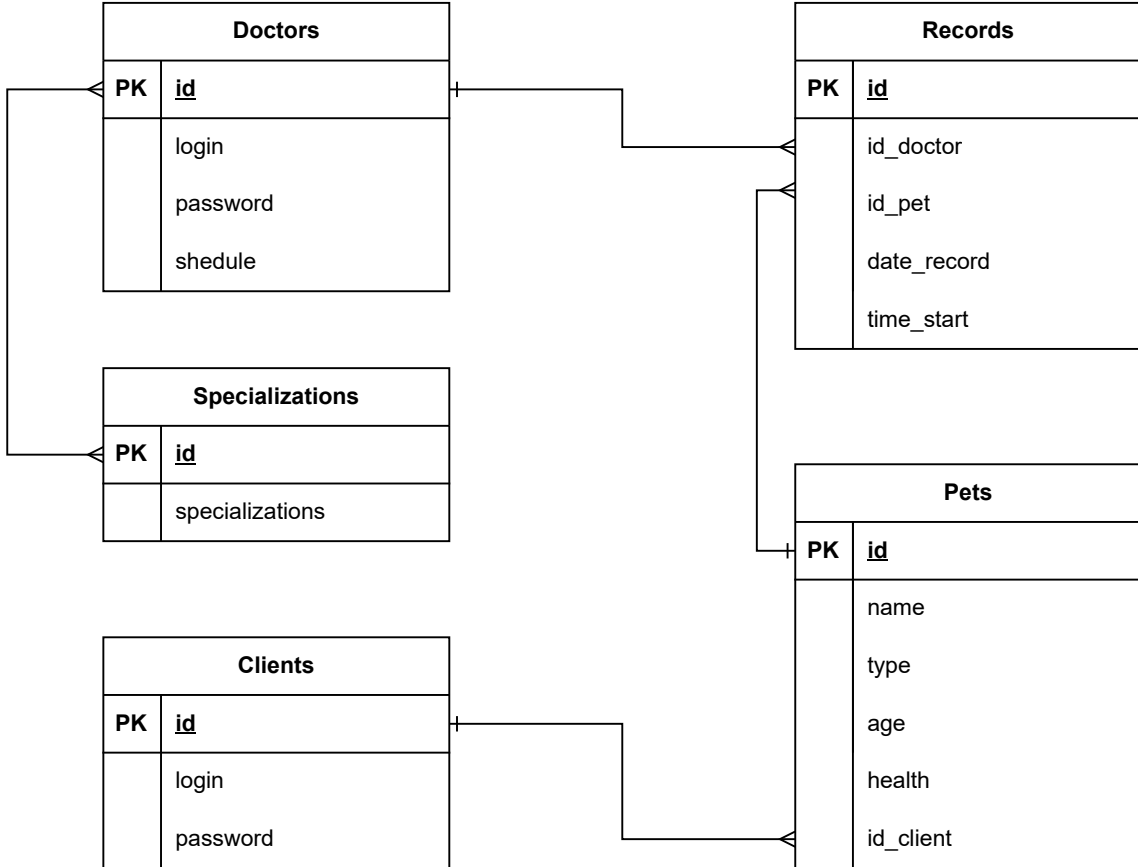 Doctors
PK id
login
password
shedule
Specializations
PK id
specializations
Clients
PK id
login
password
Records
PK id
id_doctor
id_pet
date_record
time_start
Pets
PK id
name
type
age
health
id_client